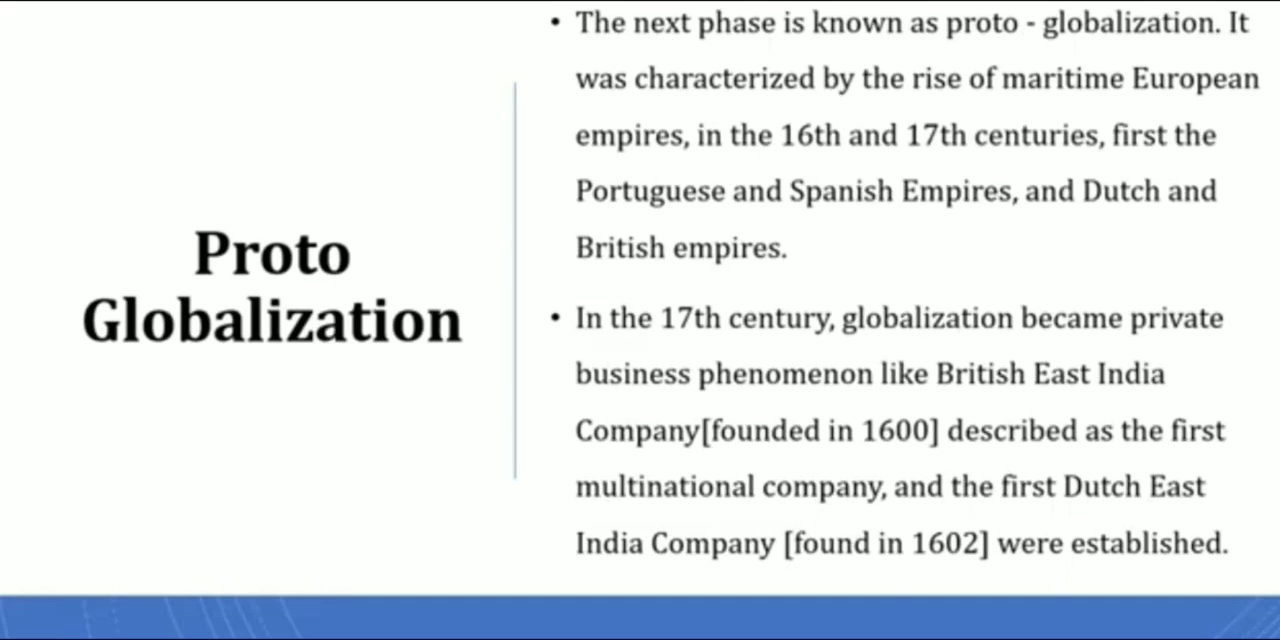 Proto
Globalization
• The next phase is known as proto - globalization. It
was characterized by the rise of maritime European
empires, in the 16th and 17th centuries, first the
Portuguese and Spanish Empires, and Dutch and
British empires.
• In the 17th century, globalization became private
business phenomenon like British East India
Company[founded in 1600] described as the first
multinational company, and the first Dutch East
India Company [found in 1602] were established.